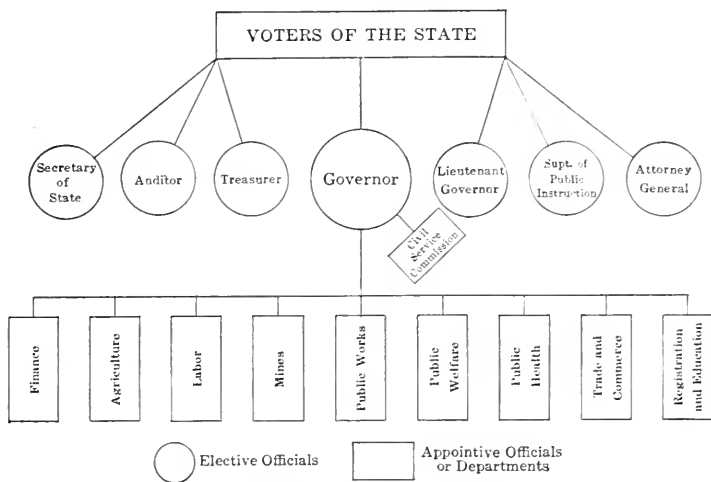 VOTERS OF THE STATE
Secretary
of
State
Auditor
Treasurer
Governor
Lieutenant
Governor
Supt. of
Public
Instruction
Attorney
General
Civil
Service
Commission
Finance
Agriculture
Labor
Mines
Public Works
Public
Welfare
Public
Health
Trade and
Commerce
Registration
and Education
Elective Officials
Appointive Officials
or Departments